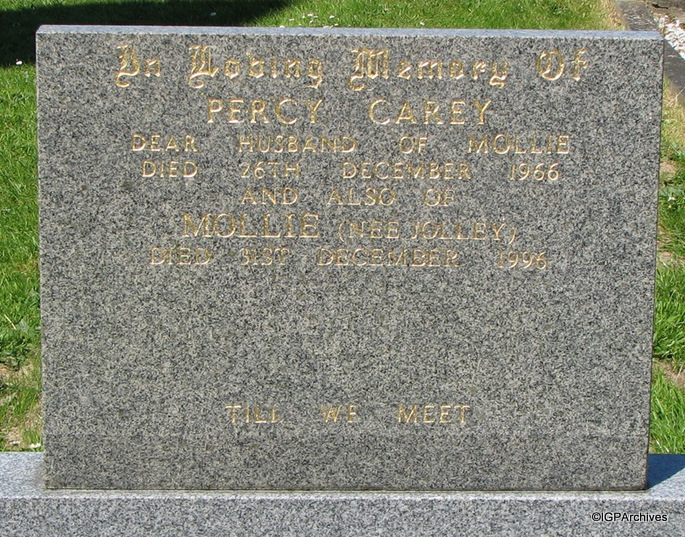 In Loving Memory Of
PERCY CAREY
DEAR HUSBAND OF MOLLIE
DIED 26TH DECEMBER 1966
AND ALSO OF
MOLLIE (NEE JOLLEY)
DIED 31ST DECEMBER 1996
TILL WE MEET
©IGPArchives